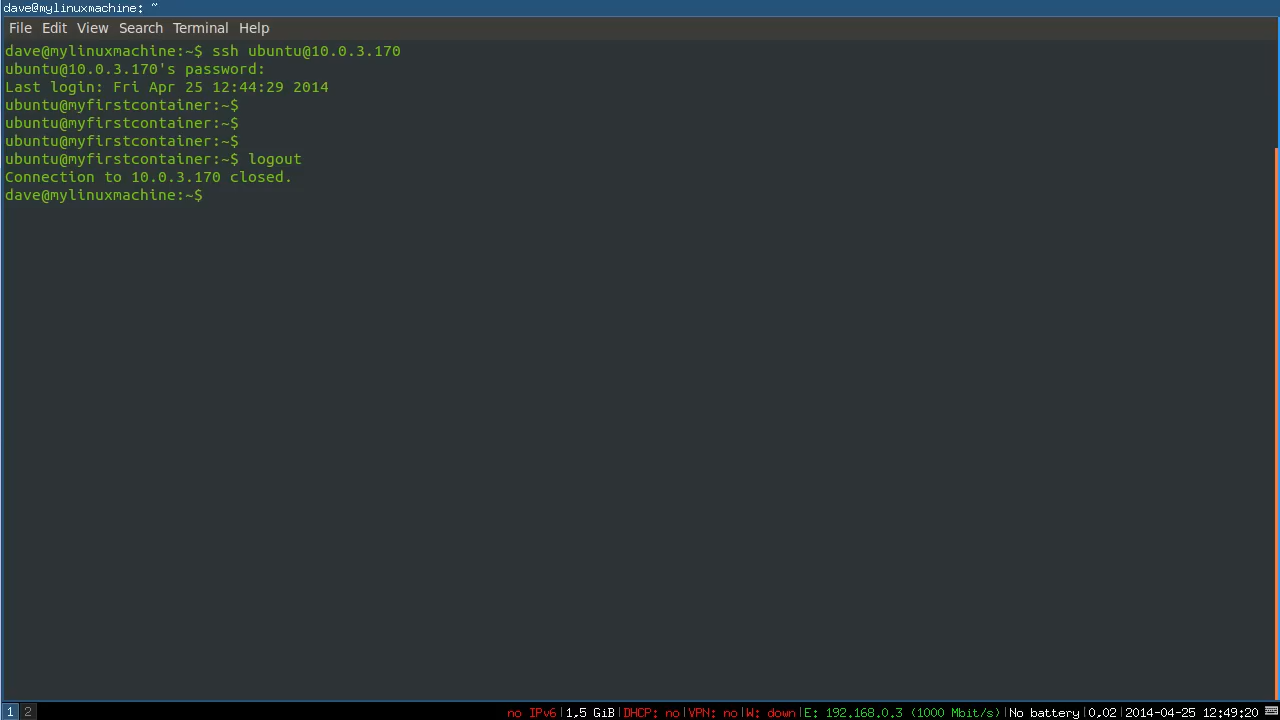 dave@mylinuxmachine: ~
File Edit View Search Terminal Help
dave@mylinuxmachine:~$ ssh ubuntu@10.0.3.170
ubuntu@10.0.3.170's password:
Last login: Fri Apr 25 12:44:29 2014
ubuntu@myfirstcontainer:~$
ubuntu@myfirstcontainer:~$
ubuntu@myfirstcontainer:~$
ubuntu@myfirstcontainer:~$ logout
Connection to 10.0.3.170 closed.
dave@mylinuxmachine:~$
1 2 no IPv6|1,5 GiB|DHCP: no|VPN: no|W: down|E: 192.168.0.3 (1000 Mbit/s)|No battery|0,02|2014-04-25 12:49:20